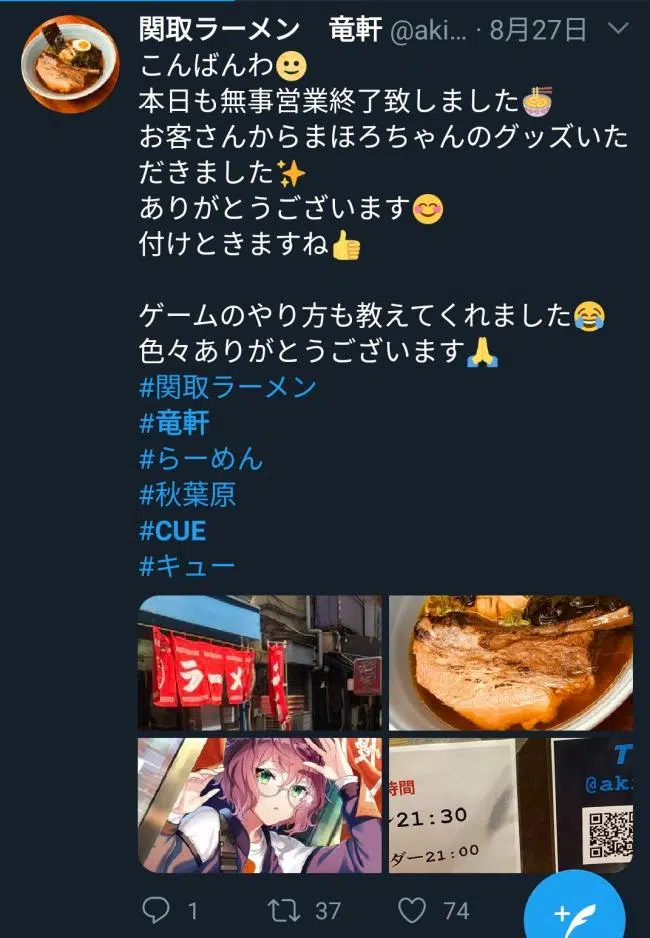 関取ラーメン　竜軒 @aki... · 8月27日
こんばんわ🙂
本日も無事営業終了致しました🍜
お客さんからまほろちゃんのグッズいた
だきました✨
ありがとうございます😊
付けときますね👍
ゲームのやり方も教えてくれました😂
色々ありがとうございます🙏
#関取ラーメン
#竜軒
#らーめん
#秋葉原
#CUE
#キュー
ラーメ
時間
21:30
ダー21:00
@ak
1
37
74